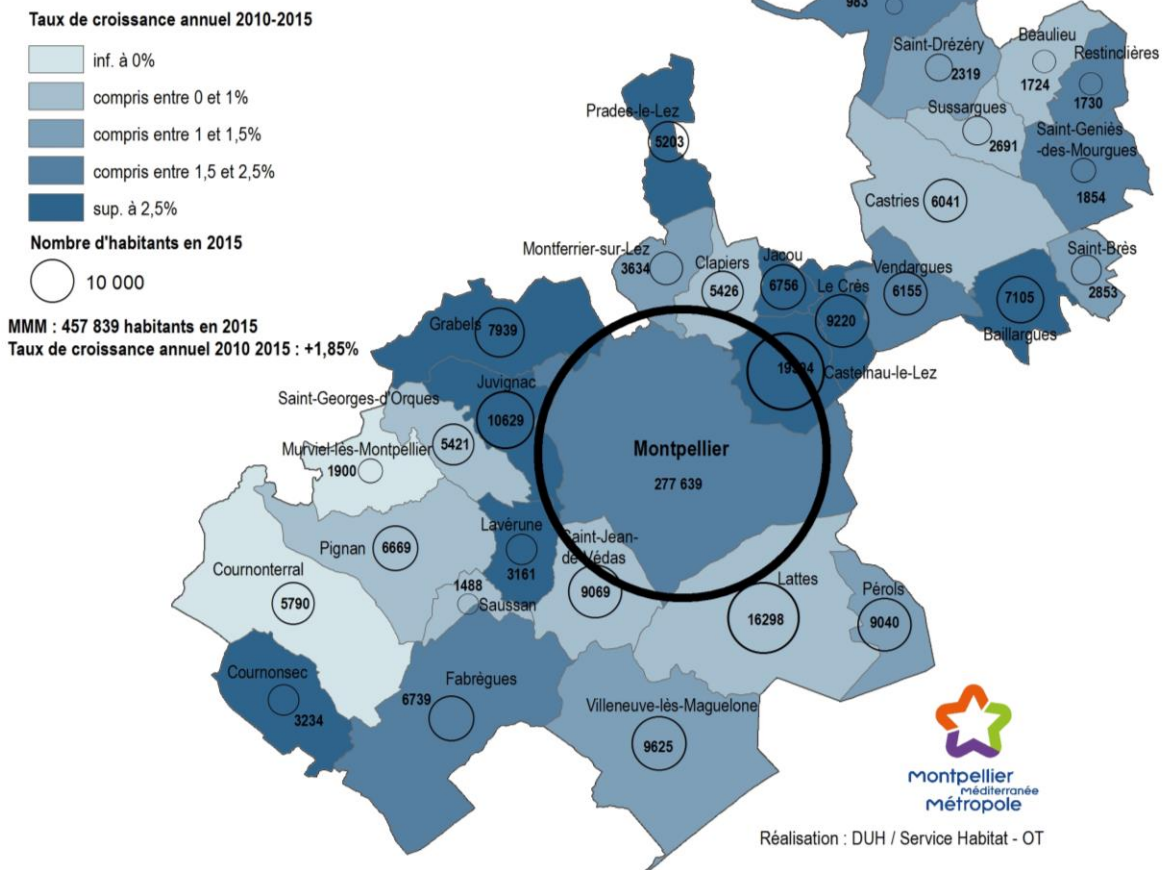 Taux de croissance annuel 2010-2015
inf. à 0%
compris entre 0 et 1%
compris entre 1 et 1,5%
compris entre 1,5 et 2,5%
sup. à 2,5%
Nombre d'habitants en 2015
10 000
MMM : 457 839 habitants en 2015
Taux de croissance annuel 2010 2015 : +1,85%
983
Saint-Drézéry
2319
Beaulieu
1724
Restinclières
1730
Sussargues
2691
Saint-Geniès
-des-Mourgues
1854
Prades-le-Lez
5203
Castries
6041
Montferrier-sur-Lez
3634
Clapiers
5426
Jacou
6756
Le Crès
9220
Vendargues
6155
Saint-Brès
2853
7105
Baillargues
Grabels
7939
Castelnau-le-Lez
Juvignac
10629
Saint-Georges-d'Orques
5421
Murviel-lès-Montpellier
1900
Montpellier
277 639
Lavérune
3161
Saint-Jean-
de-Védas
9069
Pignan
6669
Cournonterral
5790
1488
Saussan
Lattes
16298
Pérols
9040
Cournonsec
3234
Fabrègues
6739
Villeneuve-lès-Maguelone
9625
montpellier
méditerranée
métropole
Réalisation : DUH / Service Habitat - OT